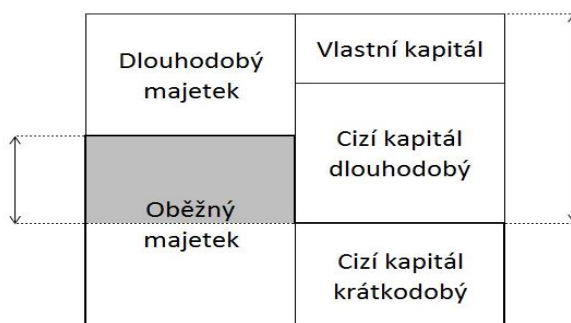 Dlouhodobý
majetek
Oběžný
majetek
Vlastní kapitál
Cizí kapitál
dlouhodobý
Cizí kapitál
krátkodobý